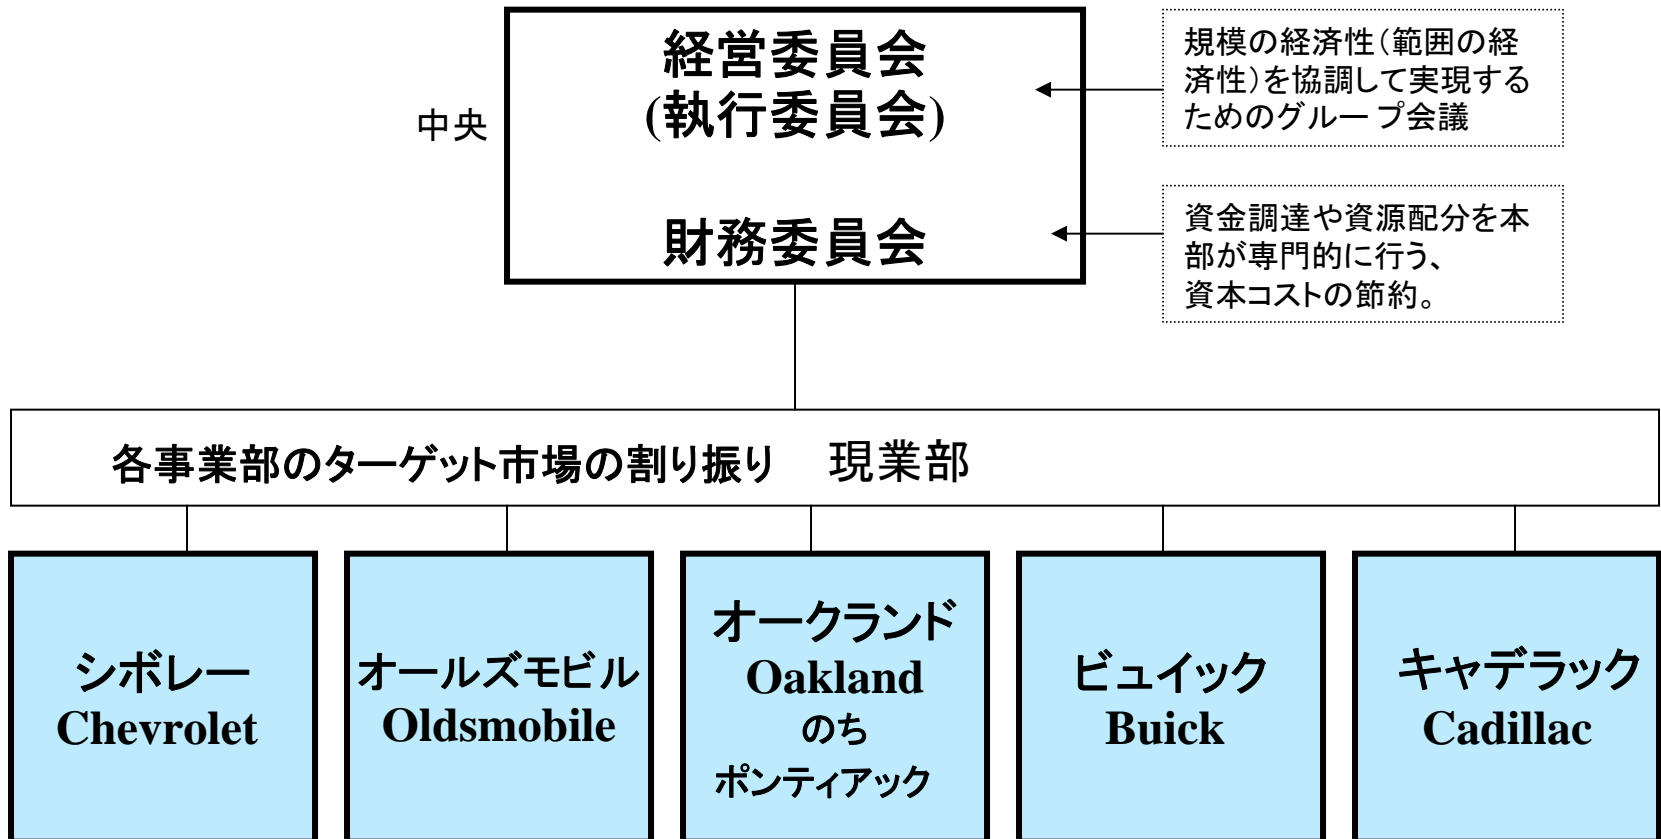 経営委員会
(執行委員会)
財務委員会
中央
規模の経済性(範囲の経
済性)を協調して実現する
ためのグループ会議
資金調達や資源配分を本
部が専門的に行う、
資本コストの節約。
各事業部のターゲット市場の割り振り 現業部
シボレー
Chevrolet
オールズモビル
Oldsmobile
オークランド
Oakland
のち
ポンティアック
ビュイック
Buick
キャデラック
Cadillac